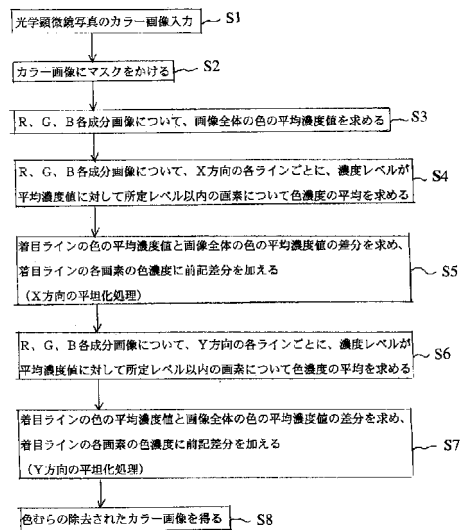 光学顕微鏡写真のカラー画像入力 S1
カラー画像にマスクをかける S2
R、G、B各成分画像について、画像全体の色の平均濃度値を求める S3
R、G、B各成分画像について、X方向の各ラインごとに、濃度レベルが
平均濃度値に対して所定レベル以内の画素について色濃度の平均を求める
S4
着目ラインの色の平均濃度値と画像全体の色の平均濃度値の差分を求め、
着目ラインの各画素の色濃度に前記差分を加える
(X方向の平坦化処理)
S5
R、G、B各成分画像について、Y方向の各ラインごとに、濃度レベルが
平均濃度値に対して所定レベル以内の画素について色濃度の平均を求める
S6
着目ラインの色の平均濃度値と画像全体の色の平均濃度値の差分を求め、
着目ラインの各画素の色濃度に前記差分を加える
(Y方向の平坦化処理)
S7
色むらの除去されたカラー画像を得る S8